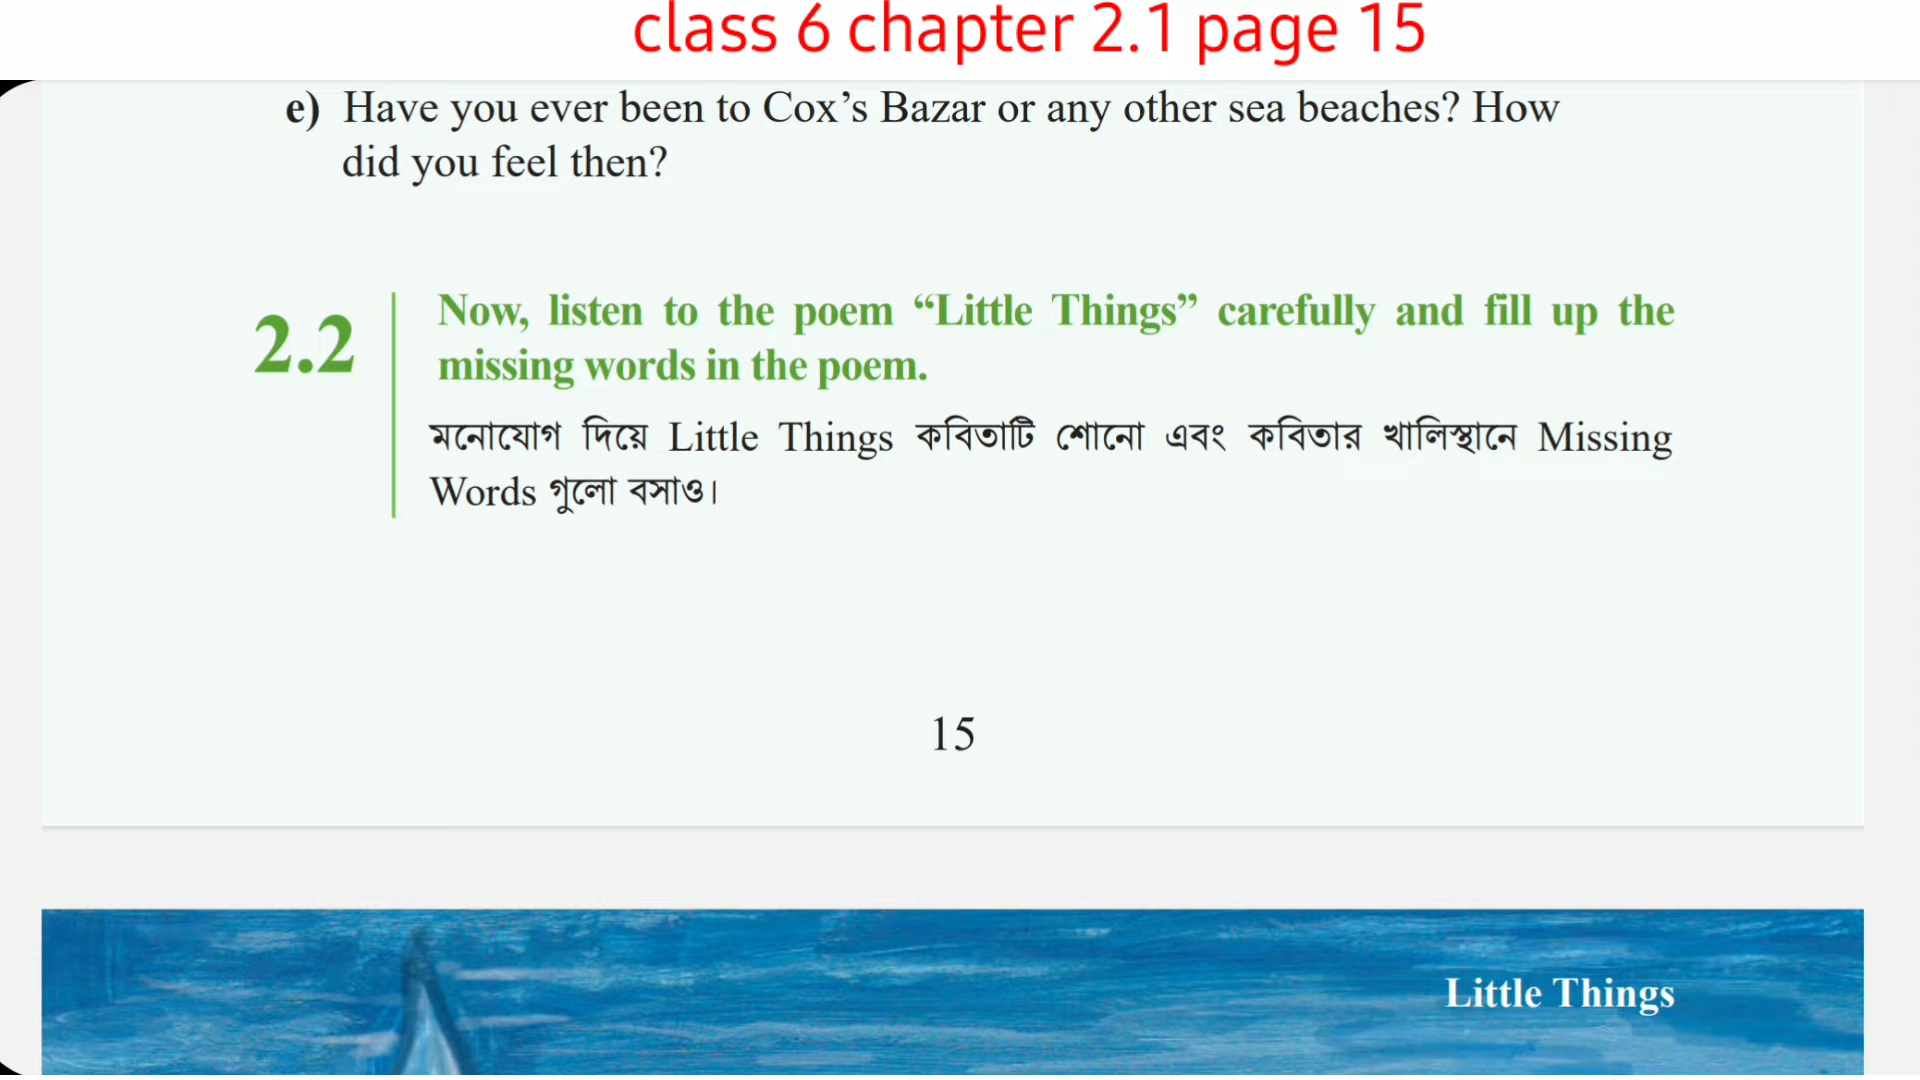 class 6 chapter 2.1 page 15
e) Have you ever been to Cox’s Bazar or any other sea beaches? How
did you feel then?
2.2
Now, listen to the poem “Little Things” carefully and fill up the
missing words in the poem.
মনোযোগ দিয়ে Little Things কবিতাটি শোনো এবং কবিতার খালিস্থানে Missing
Words গুলো বসাও।
15
Little Things